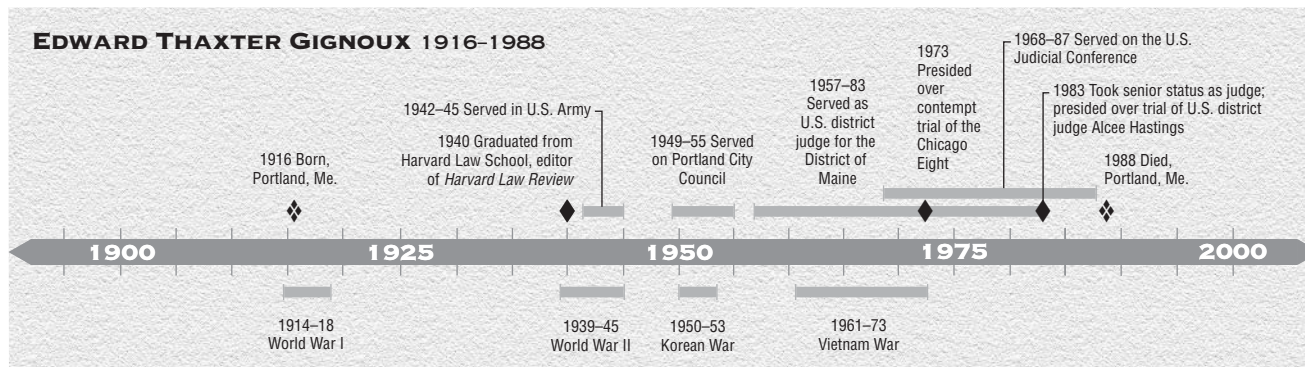 EDWARD THAXTER GIGNOUX 1916–1988
1916 Born,
Portland, Me.
1942–45 Served in U.S. Army
1940 Graduated from
Harvard Law School, editor
of Harvard Law Review
1949–55 Served
on Portland City
Council
1957–83
Served as
U.S. district
judge for the
District of
Maine
1973
Presided
over
contempt
trial of the
Chicago
Eight
1968–87 Served on the U.S.
Judicial Conference
1983 Took senior status as judge;
presided over trial of U.S. district
judge Alcee Hastings
1988 Died,
Portland, Me.
1900 1925 1950 1975 2000
1914–18
World War I
1939–45
World War II
1950–53
Korean War
1961–73
Vietnam War